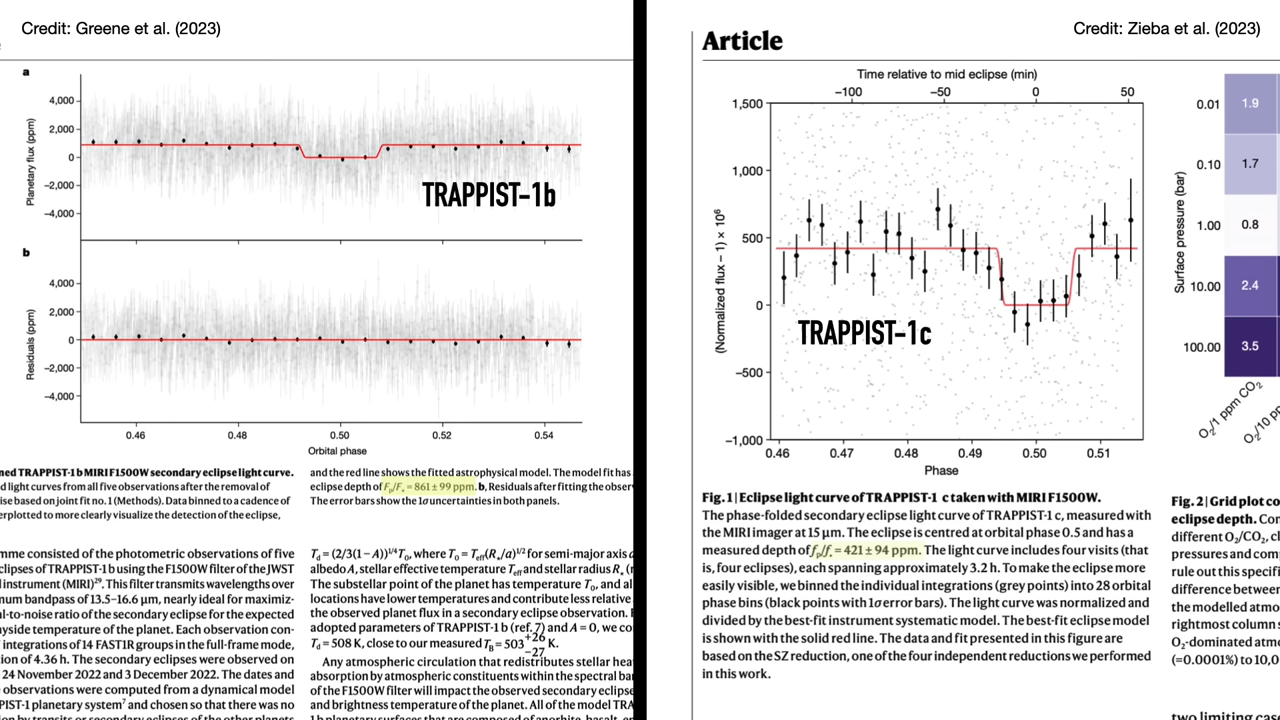 Credit: Greene et al. (2023)
a
4,000
2,000
0
−2,000
−4,000
Planetary flux (ppm)
TRAPPIST-1b
b
4,000
2,000
0
−2,000
−4,000
Residuals (ppm)
0.46 0.48 0.50 0.52 0.54
Orbital phase
ned TRAPPIST-1 b MIRI F1500W secondary eclipse light curve.
d light curves from all five observations after the removal of
ise based on joint fit no. 1 (Methods). Data binned to a cadence of
erplotted to more clearly visualize the detection of the eclipse,
and the red line shows the fitted astrophysical model. The model fit has
eclipse depth of Fp/F* = 861 ± 99 ppm. b, Residuals after fitting the obser
The error bars show the 1σ uncertainties in both panels.
mme consisted of the photometric observations of five
clipses of TRAPPIST-1 b using the F1500W filter of the JWST
l instrument (MIRI)29. This filter transmits wavelengths over
num bandpass of 13.5–16.6 μm, nearly ideal for maximiz-
al-to-noise ratio of the secondary eclipse for the expected
yside temperature of the planet. Each observation con-
integrations of 14 FASTR1 groups in the full-frame mode,
ion of 4.36 h. The secondary eclipses were observed on
24 November 2022 and 3 December 2022. The dates and
observations were computed from a dynamical model
PIST-1 planetary system7 and chosen so that there was no
on by transits or secondary eclipses of the other planets
Td = (2/3(1 − A))1/4T0, where T0 = Teff(R*/a)1/2 for semi-major axis a
albedo A, stellar effective temperature Teff and stellar radius R* (r
The substellar point of the planet has temperature T0, and al
locations have lower temperatures and contribute less relative
the observed planet flux in a secondary eclipse observation.
adopted parameters of TRAPPIST-1 b (ref. 7) and A = 0, we co
Td = 508 K, close to our measured TB = 503+26−27 K.
Any atmospheric circulation that redistributes stellar hea
absorption by atmospheric constituents within the spectral ba
of the F1500W filter will impact the observed secondary eclipse
and brightness temperature of the planet. All of the model TRA
1 b planetary surfaces that are composed of anorhite, basalt, en
Credit: Zieba et al. (2023)
Article
Time relative to mid eclipse (min)
−100 −50 0 50
1,500
1,000
500
0
−500
−1,000
(Normalized flux − 1) × 10⁶
TRAPPIST-1c
0.46 0.47 0.48 0.49 0.50 0.51
Phase
Fig. 1 | Eclipse light curve of TRAPPIST-1 c taken with MIRI F1500W.
The phase-folded secondary eclipse light curve of TRAPPIST-1 c, measured with
the MIRI imager at 15 μm. The eclipse is centred at orbital phase 0.5 and has a
measured depth of fp/f* = 421 ± 94 ppm. The light curve includes four visits (that
is, four eclipses), each spanning approximately 3.2 h. To make the eclipse more
easily visible, we binned the individual integrations (grey points) into 28 orbital
phase bins (black points with 1σ error bars). The light curve was normalized and
divided by the best-fit instrument systematic model. The best-fit eclipse model
is shown with the solid red line. The data and fit presented in this figure are
based on the SZ reduction, one of the four independent reductions we performed
in this work.
Surface pressure (bar)
0.01 1.9
0.10 1.7
1.00 0.8
10.00 2.4
100.00 3.5
O₂/1 ppm CO₂
O₂/10 pp
Fig. 2 | Grid plot co
eclipse depth. Con
different O₂/CO₂, cl
pressures and comp
rule out this specifi
difference between
the modelled atmo
rightmost column s
O₂-dominated atmo
(=0.0001%) to 10,0
two limiting case